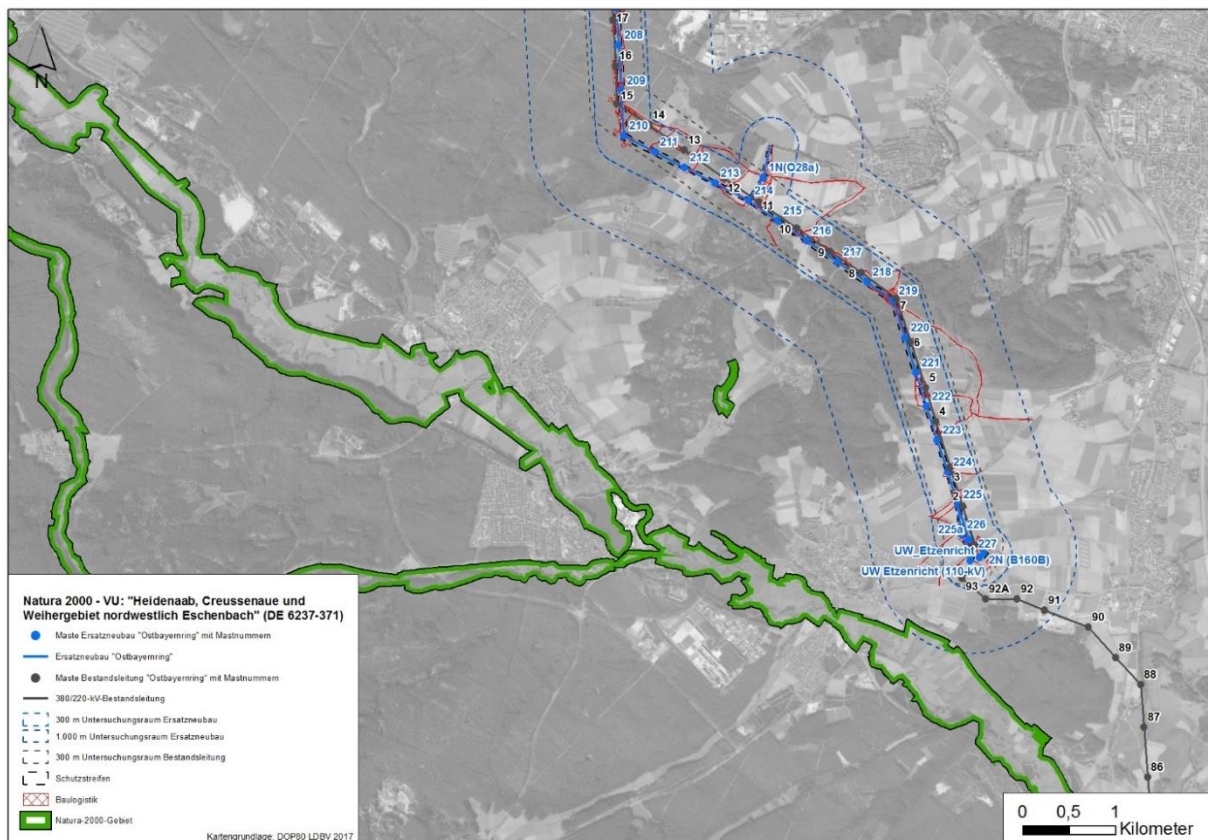 N
17
208
16
209
15
210
14
211
13
212
1N(O28a)
213
12
214
11
215
10
216
9
217
8
218
219
7
220
6
221
5
222
4
223
224
3
2
225
225a
226
227
UW_Etzenricht
2N (B160B)
UW Etzenricht (110-kV)
93
92A
92
91
90
89
88
87
86
Natura 2000 - VU: "Heidenaab, Creussenaue und
Weihergebiet nordwestlich Eschenbach" (DE 6237-371)
Maste Ersatzneubau "Ostbayernring" mit Mastnummern
Ersatzneubau "Ostbayernring"
Maste Bestandsleitung "Ostbayernring" mit Mastnummern
380/220-kV-Bestandsleitung
300 m Untersuchungsraum Ersatzneubau
1.000 m Untersuchungsraum Ersatzneubau
300 m Untersuchungsraum Bestandsleitung
Schutzstreifen
Baulogistik
Natura-2000-Gebiet
Kartengrundlage: DOP80 LDBV 2017
0 0,5 1
Kilometer